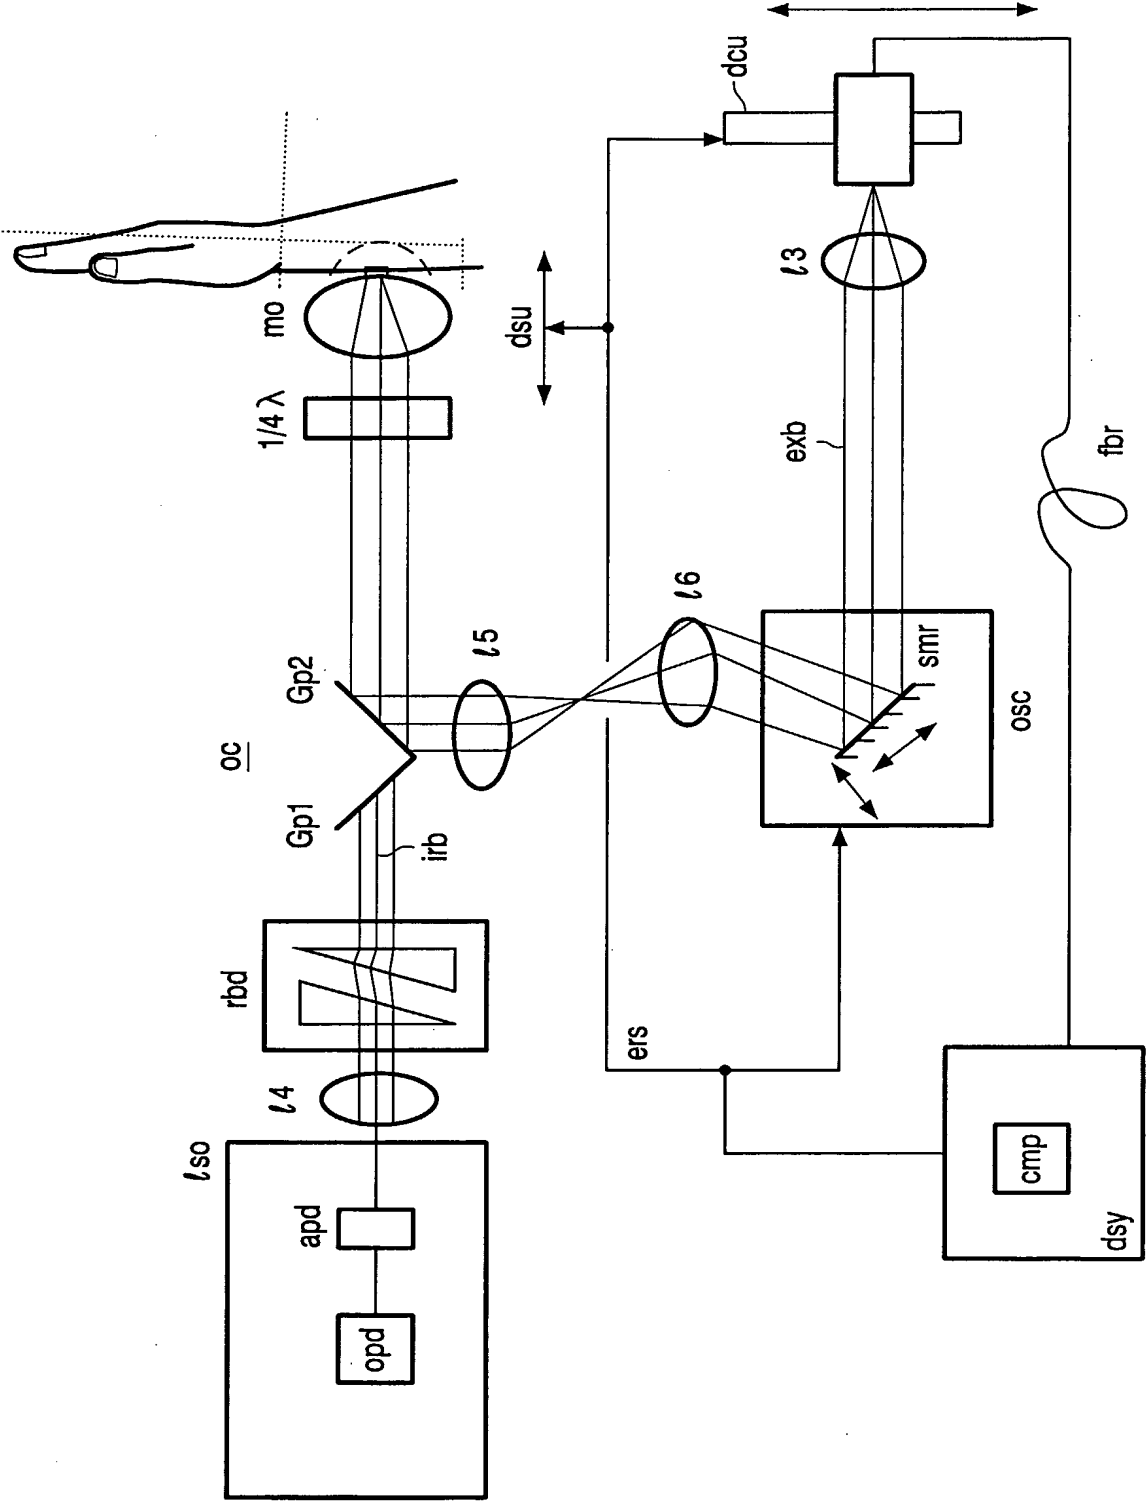 ℓso
opd
apd
ℓ4
rbd
irb
Gp1
oc
Gp2
1/4 λ
mo
dsu
ℓ5
ℓ6
ers
osc
smr
exb
ℓ3
dcu
fbr
cmp
dsy